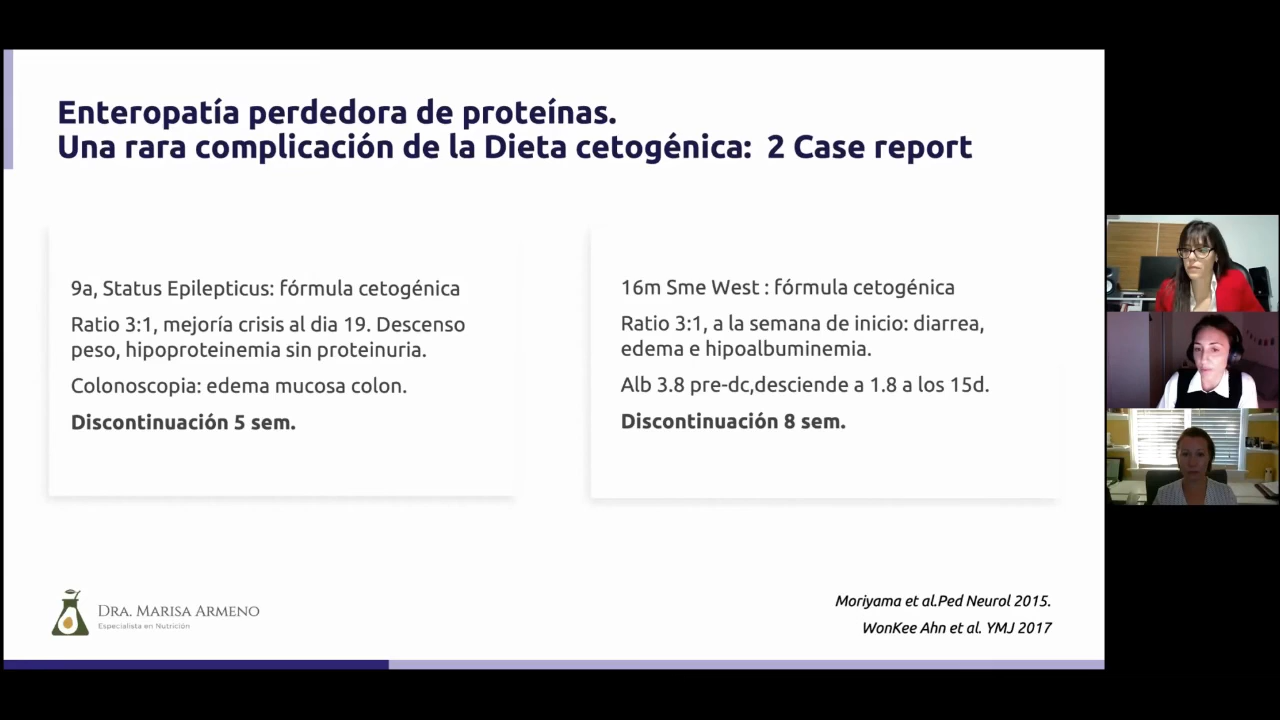 Enteropatía perdedora de proteínas.
Una rara complicación de la Dieta cetogénica: 2 Case report
9a, Status Epilepticus: fórmula cetogénica
Ratio 3:1, mejoría crisis al dia 19. Descenso
peso, hipoproteinemia sin proteinuria.
Colonoscopia: edema mucosa colon.
Discontinuación 5 sem.
16m Sme West : fórmula cetogénica
Ratio 3:1, a la semana de inicio: diarrea,
edema e hipoalbuminemia.
Alb 3.8 pre-dc,desciende a 1.8 a los 15d.
Discontinuación 8 sem.
DRA. MARISA ARMENO
Especialista en Nutrición
Moriyama et al.Ped Neurol 2015.
WonKee Ahn et al. YMJ 2017